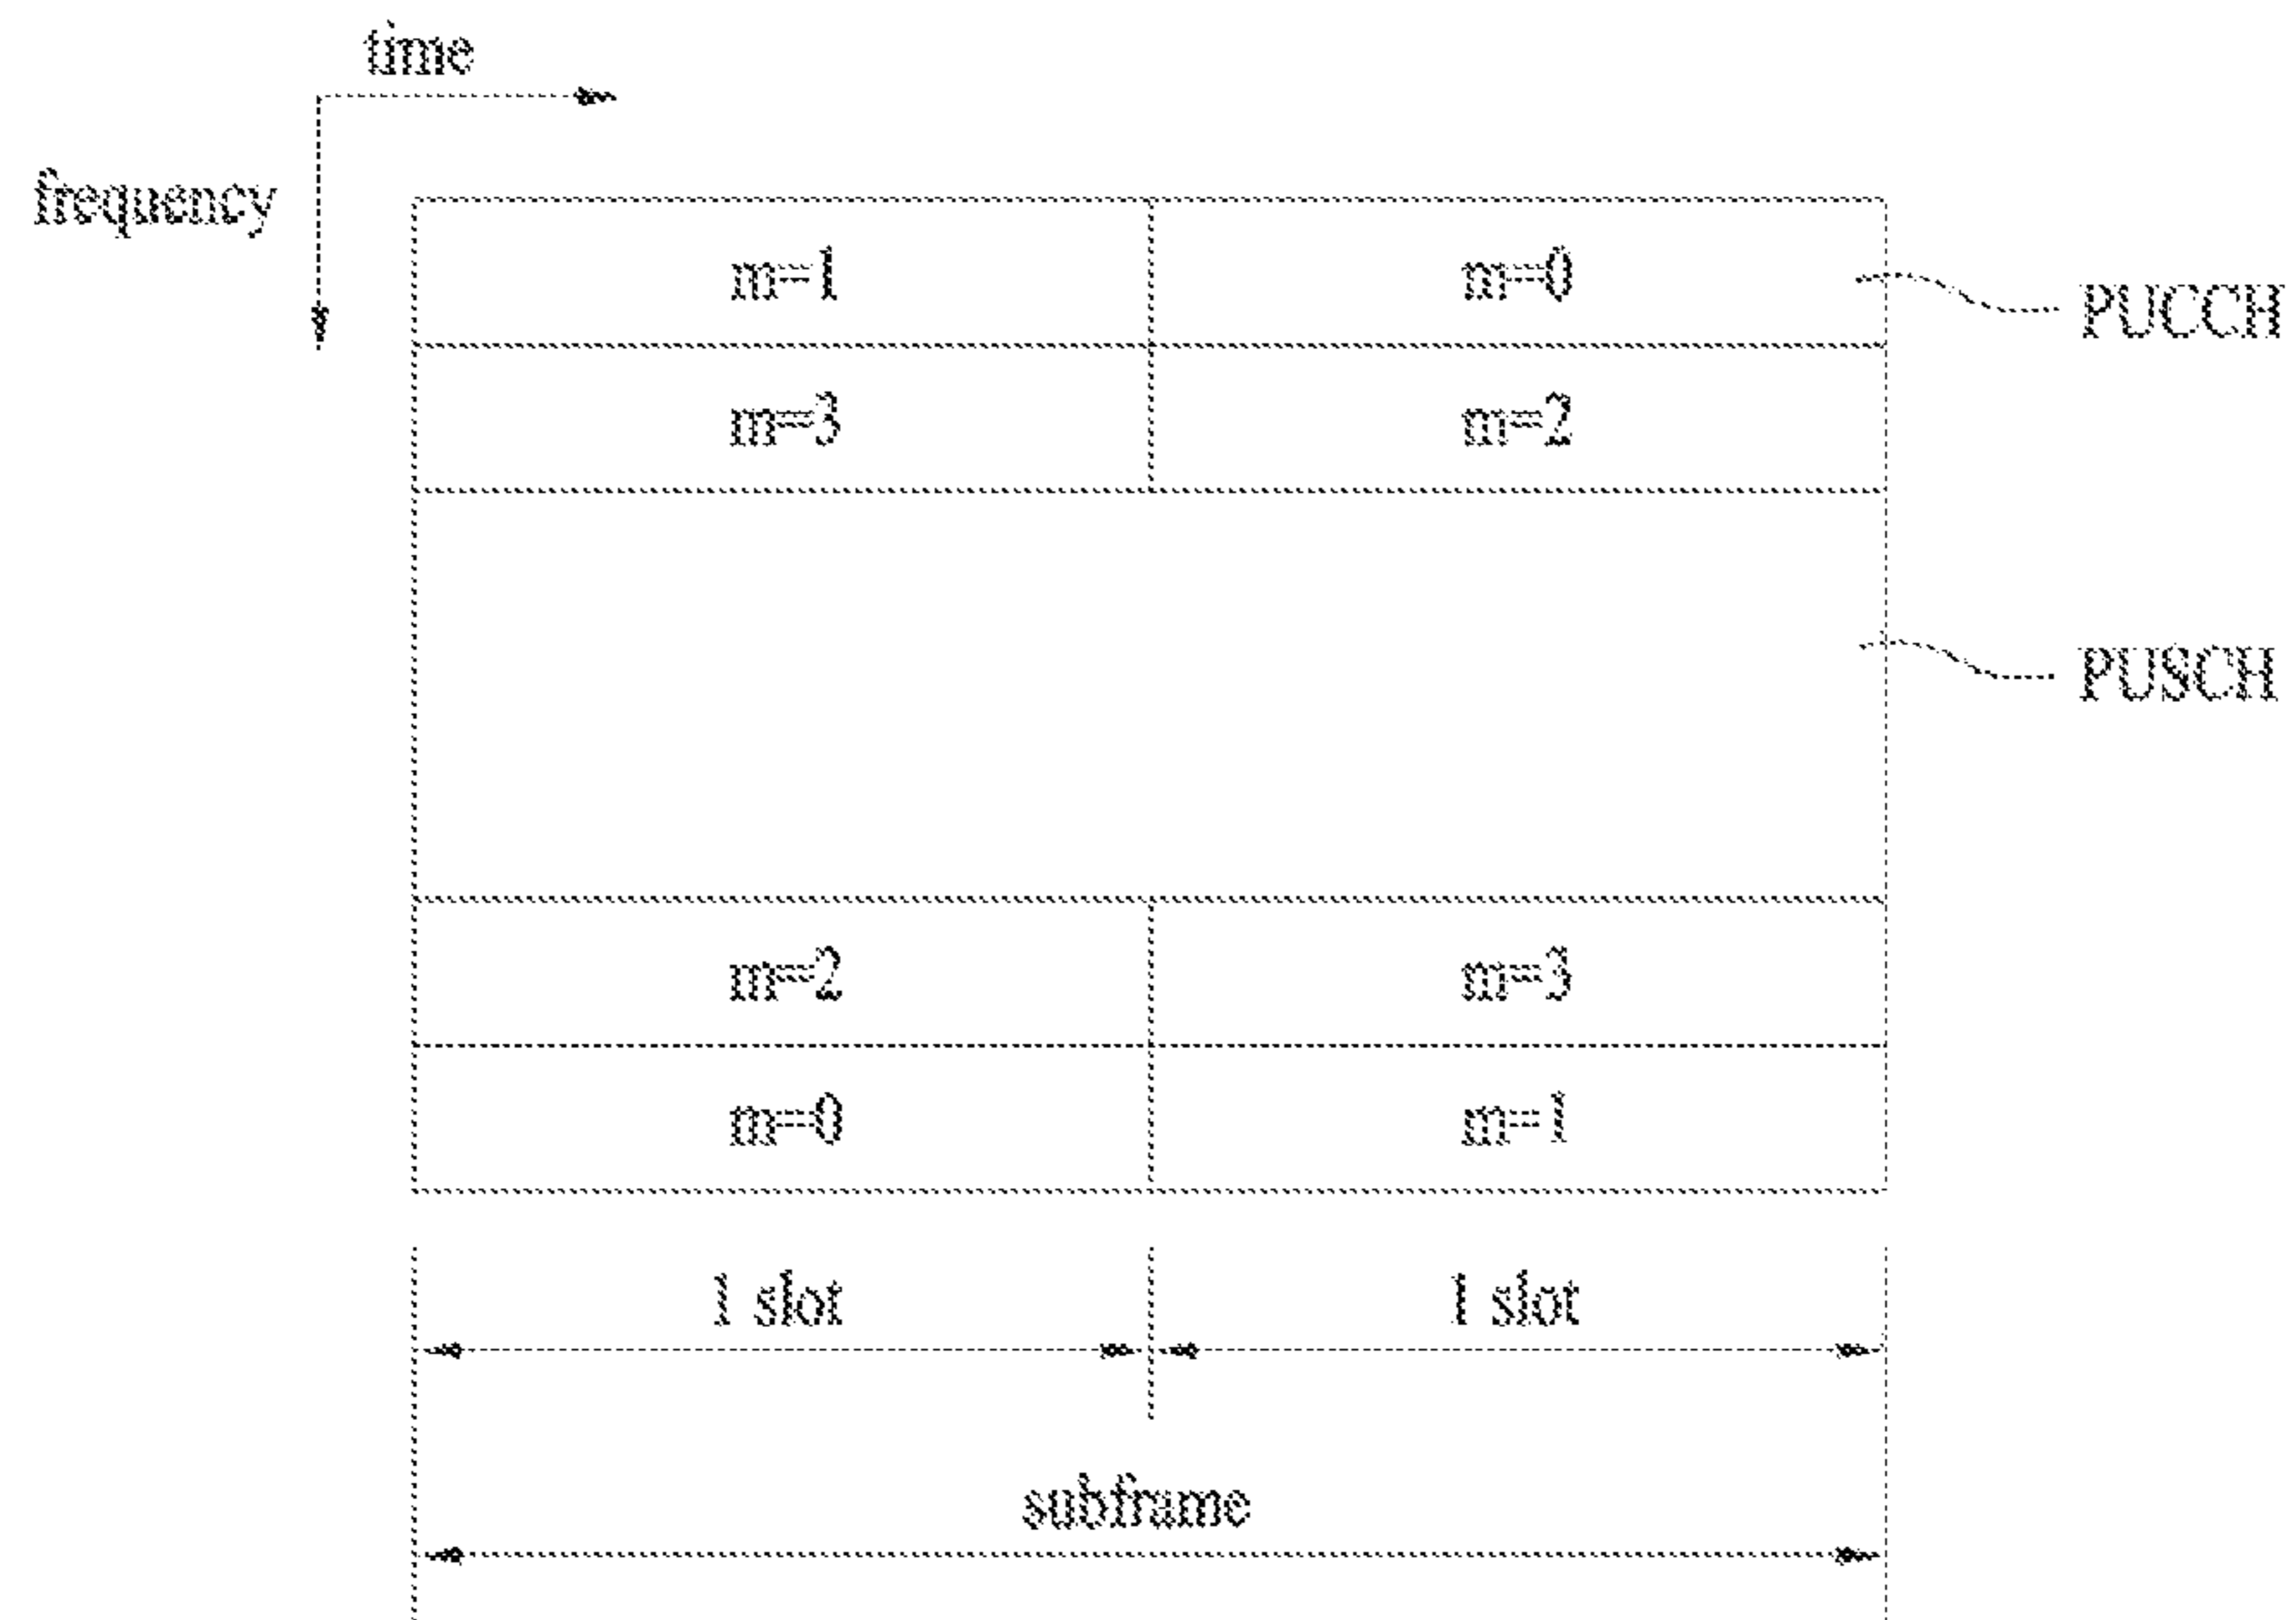 time
frequency
m=1 m=0
PUCCH
m=3 m=2
PUSCH
m=2 m=3
m=0 m=1
1 slot 1 slot
subframe